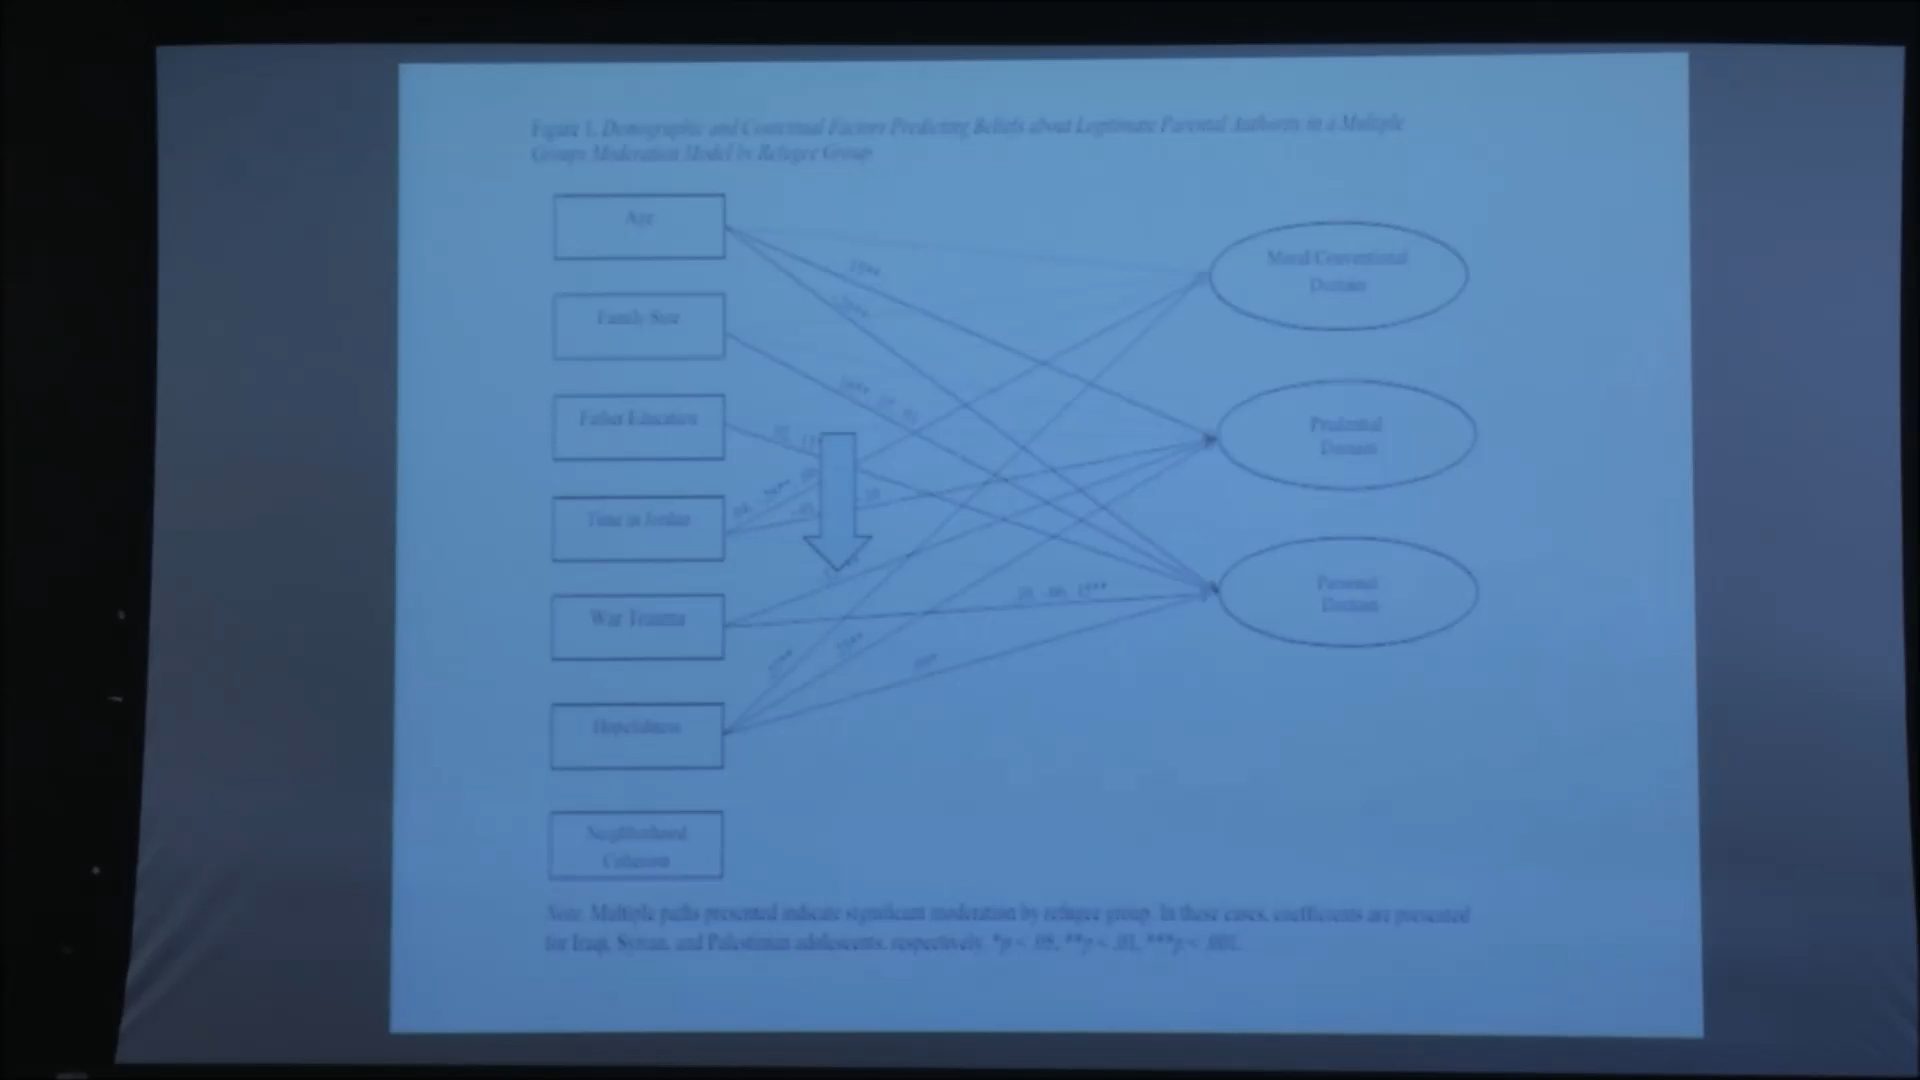 Figure 1. Demographic and Contextual Factors Predicting Beliefs about Legitimate Parental Authority in a Multiple
Groups Moderation Model by Refugee Group
Age
Family Size
Father Education
Time in Jordan
War Trauma
Hopefulness
Neighborhood
Cohesion
Moral/Conventional
Domain
Prudential
Domain
Personal
Domain
Note. Multiple paths presented indicate significant moderation by refugee group. In these cases, coefficients are presented
for Iraqi, Syrian, and Palestinian adolescents, respectively. *p < .05, **p < .01, ***p < .001.